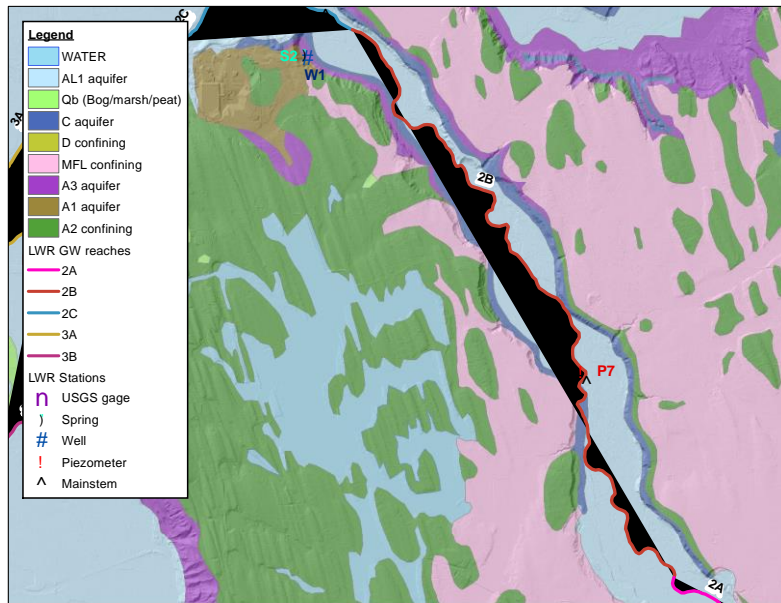 Legend
WATER
AL1 aquifer
Qb (Bog/marsh/peat)
C aquifer
D confining
MFL confining
A3 aquifer
A1 aquifer
A2 confining
LWR GW reaches
2A
2B
2C
3A
3B
LWR Stations
n USGS gage
) Spring
# Well
! Piezometer
^ Mainstem
2C
S2 #
W1
3A
2B
P7
^
2A